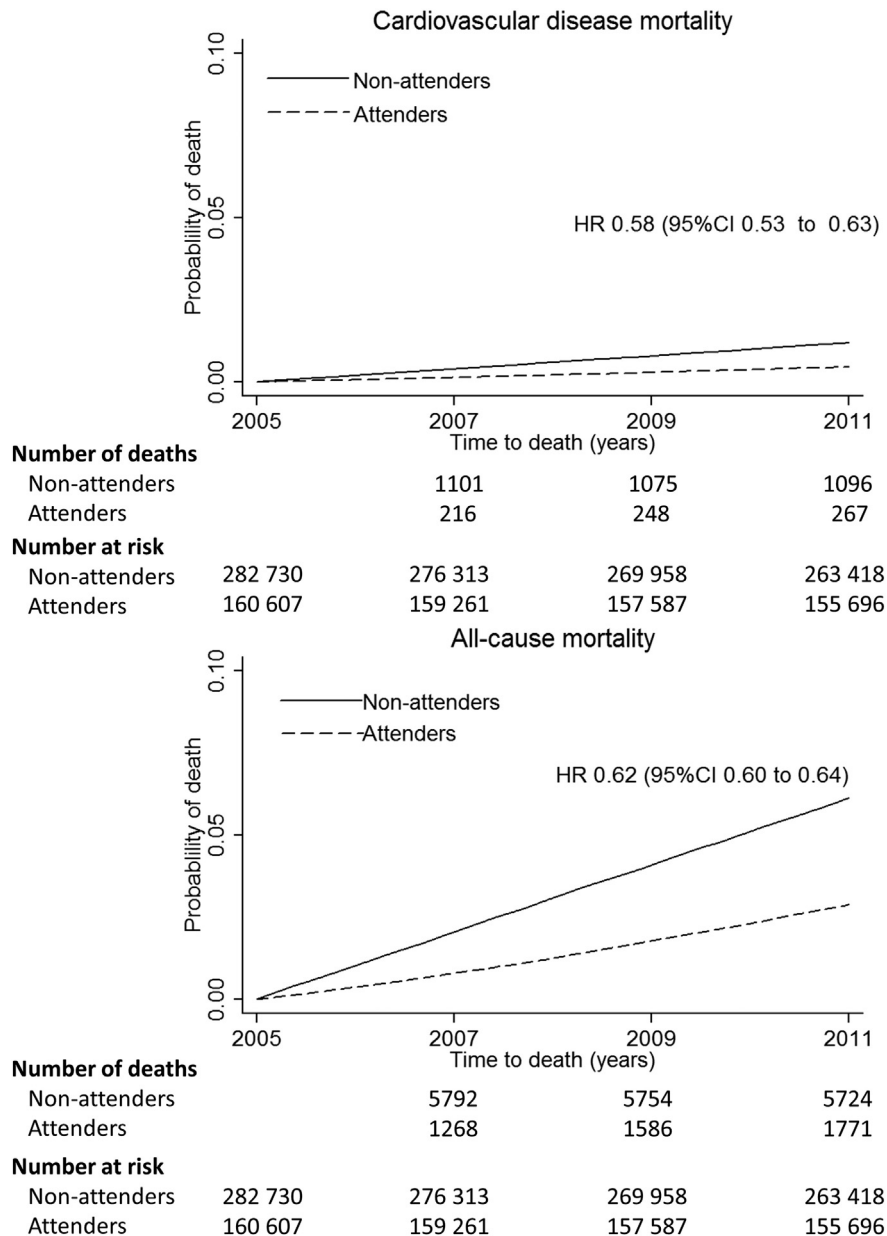 Cardiovascular disease mortality
0.10
Non-attenders
Attenders
Probablility of death
0.05
HR 0.58 (95%CI 0.53 to 0.63)
0.00
2005 2007 2009 2011
Time to death (years)
Number of deaths
Non-attenders 1101 1075 1096
Attenders 216 248 267
Number at risk
Non-attenders 282 730 276 313 269 958 263 418
Attenders 160 607 159 261 157 587 155 696
All-cause mortality
0.10
Non-attenders
Attenders
HR 0.62 (95%CI 0.60 to 0.64)
Probablility of death
0.05
0.00
2005 2007 2009 2011
Time to death (years)
Number of deaths
Non-attenders 5792 5754 5724
Attenders 1268 1586 1771
Number at risk
Non-attenders 282 730 276 313 269 958 263 418
Attenders 160 607 159 261 157 587 155 696